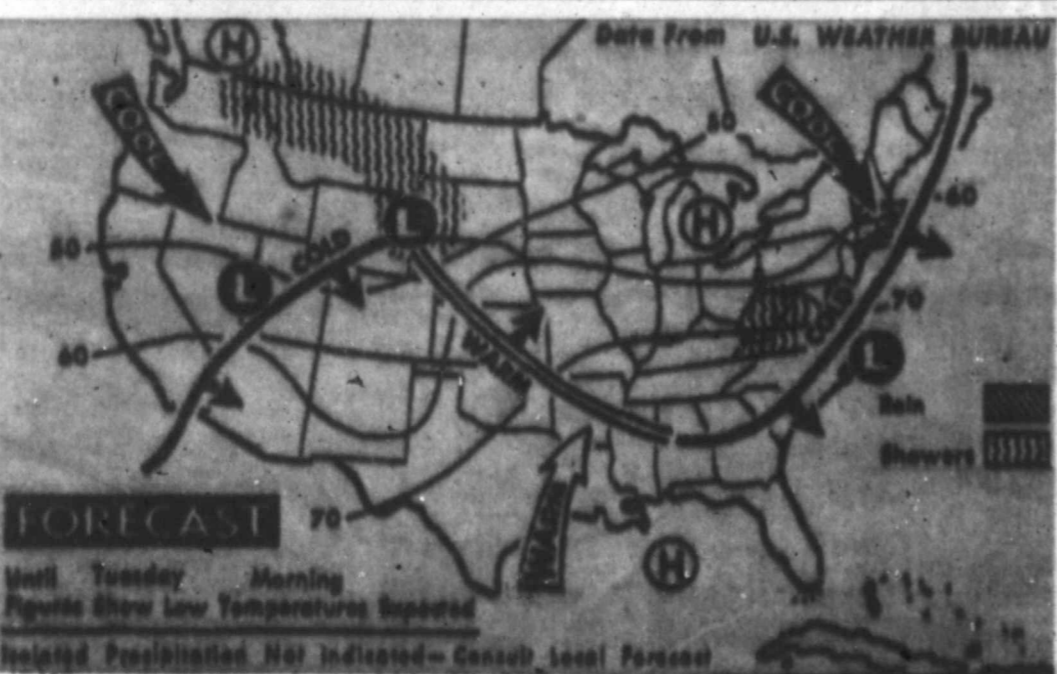 Data From U.S. WEATHER BUREAU
H
COOL
COOL
50
H
L
60
50
COLD
L
COLD
70
60
WARM
L
Rain
Showers
FORECAST
70
WARM
H
Until Tuesday Morning
Figures Show Low Temperatures Expected
Isolated Precipitation Not Indicated— Consult Local Forecast